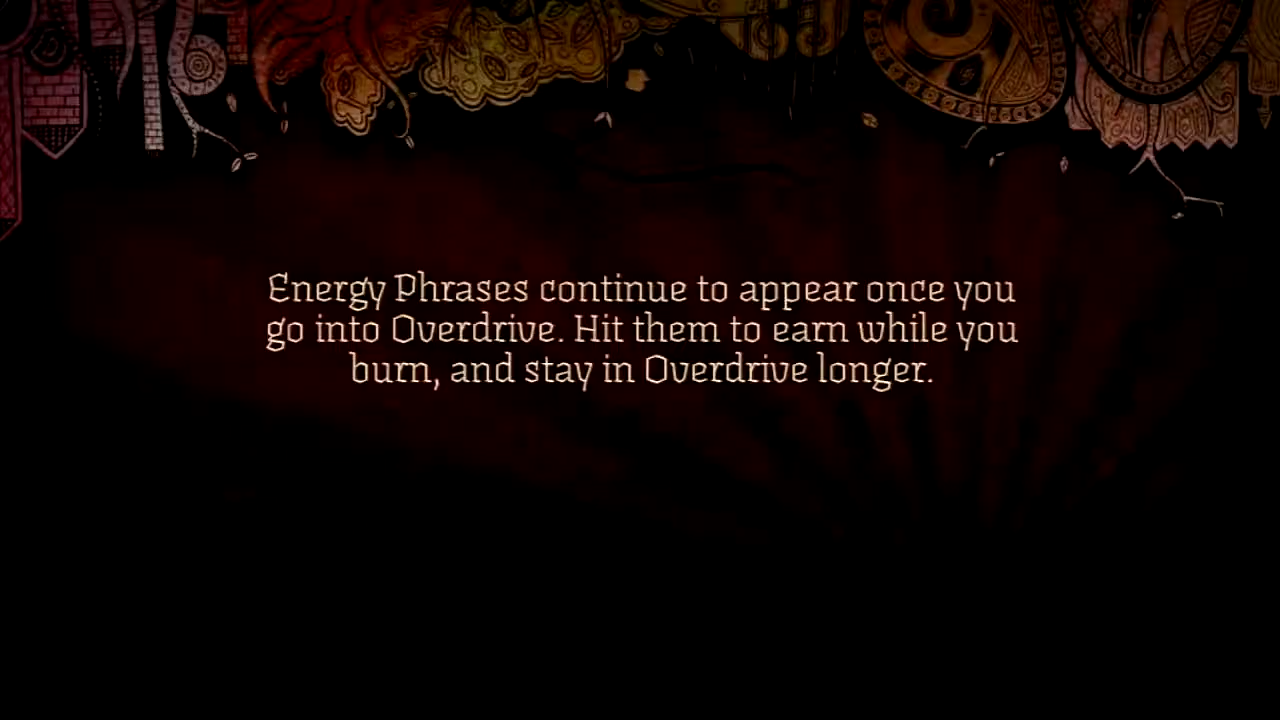 Energy Phrases continue to appear once you
go into Overdrive. Hit them to earn while you
burn, and stay in Overdrive longer.